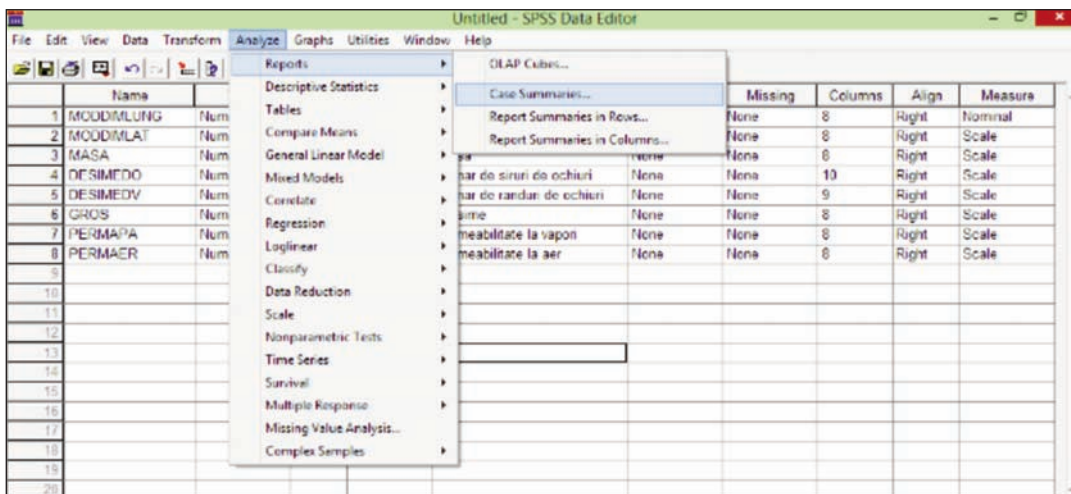 Untitled - SPSS Data Editor
File Edit View Data Transform Analyze Graphs Utilities Window Help
Reports OLAP Cubes...
Descriptive Statistics Case Summaries...
Tables Report Summaries in Rows...
Compare Means Report Summaries in Columns...
General Linear Model
Mixed Models
Correlate
Regression
Loglinear
Classify
Data Reduction
Scale
Nonparametric Tests
Time Series
Survival
Multiple Response
Missing Value Analysis...
Complex Samples
Name Missing Columns Align Measure
1 MODDIMLUNG Num None 8 Right Nominal
2 MODDIMLAT Num None 8 Right Scale
3 MASA Num None None 8 Right Scale
4 DESIMEDO Num de siruri de ochiuri None None 10 Right Scale
5 DESIMEDV Num de randuri de ochiuri None None 9 Right Scale
6 GROS Num None None 8 Right Scale
7 PERMAPA Num meabilitate la vapori None None 8 Right Scale
8 PERMAER Num meabilitate la aer None None 8 Right Scale
9
10
11
12
13
14
15
16
17
18
19
20